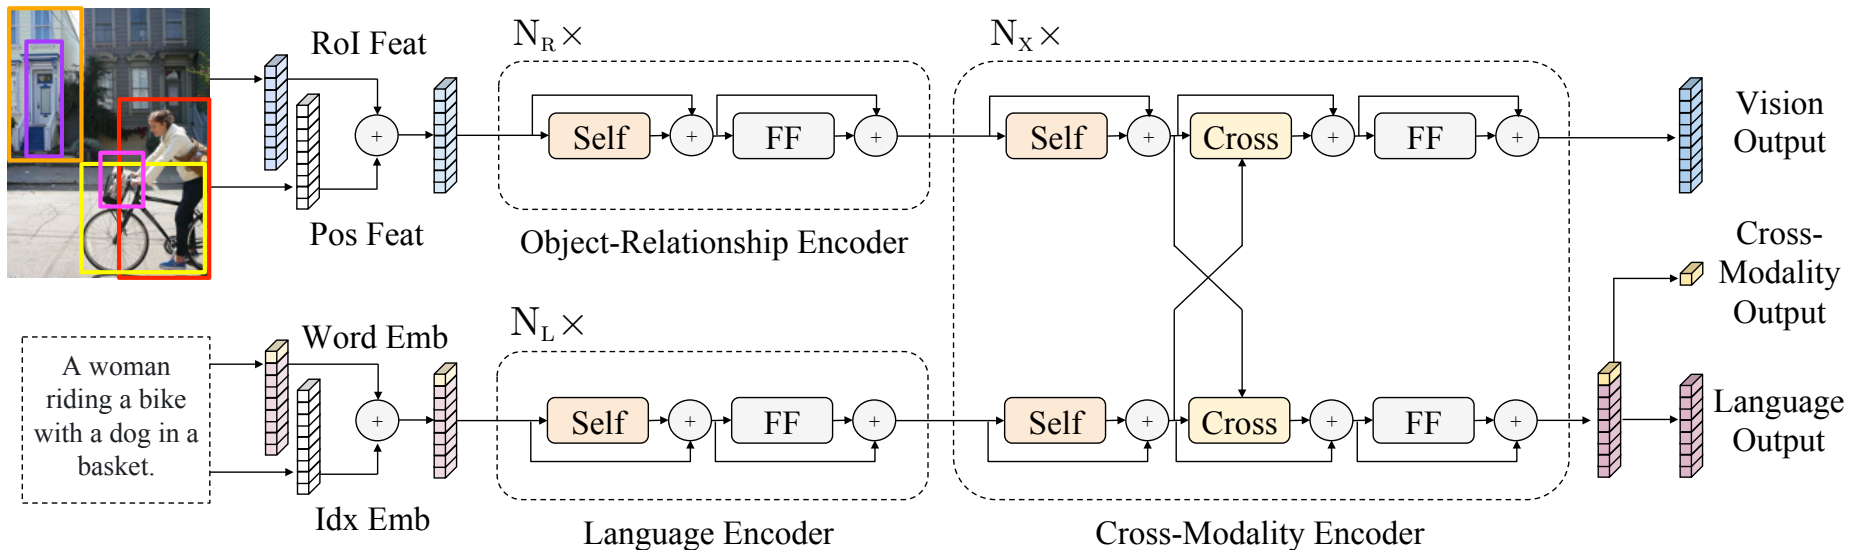 RoI Feat
Pos Feat
N_R ×
Self
+
FF
+
+
Object-Relationship Encoder
N_X ×
Self
+
Cross
+
FF
+
Vision
Output
A woman
riding a bike
with a dog in a
basket.
Word Emb
Idx Emb
+
N_L ×
Self
+
FF
+
Language Encoder
Self
+
Cross
+
FF
+
Cross-Modality Encoder
Cross-
Modality
Output
Language
Output